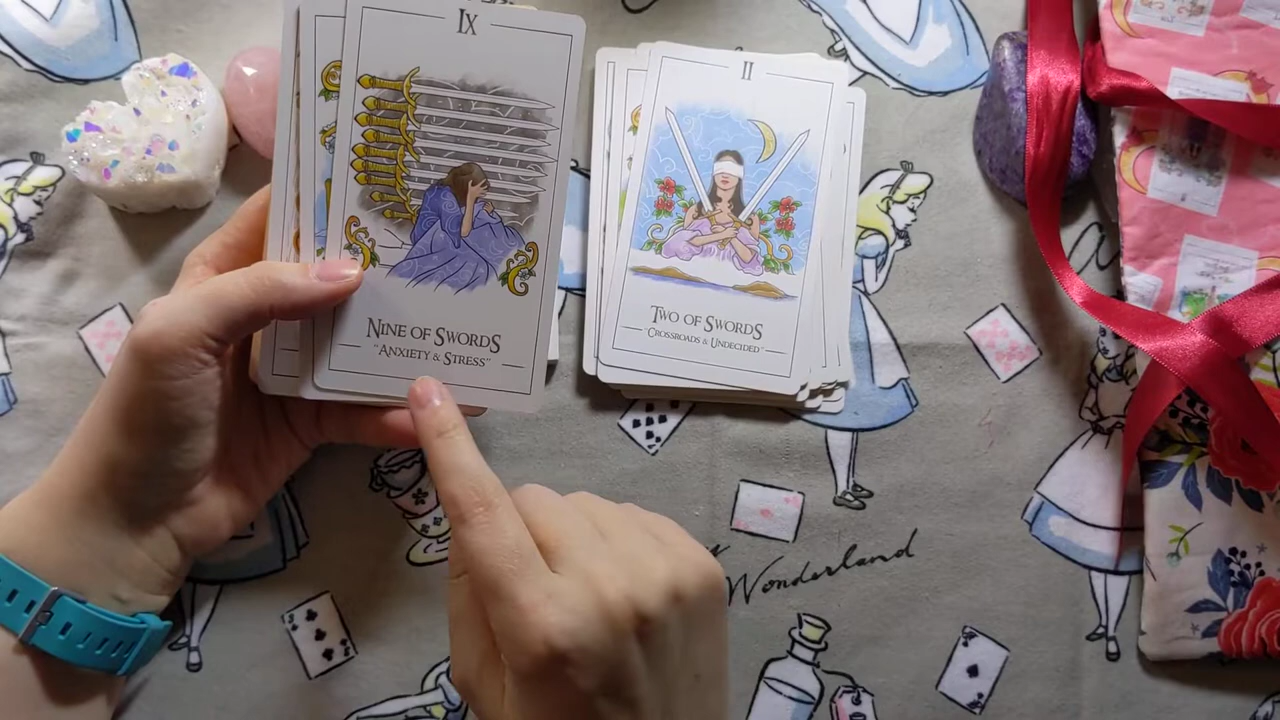 IX
NINE OF SWORDS
"ANXIETY & STRESS"
II
TWO OF SWORDS
"CROSSROADS & UNDECIDED"
Wonderland